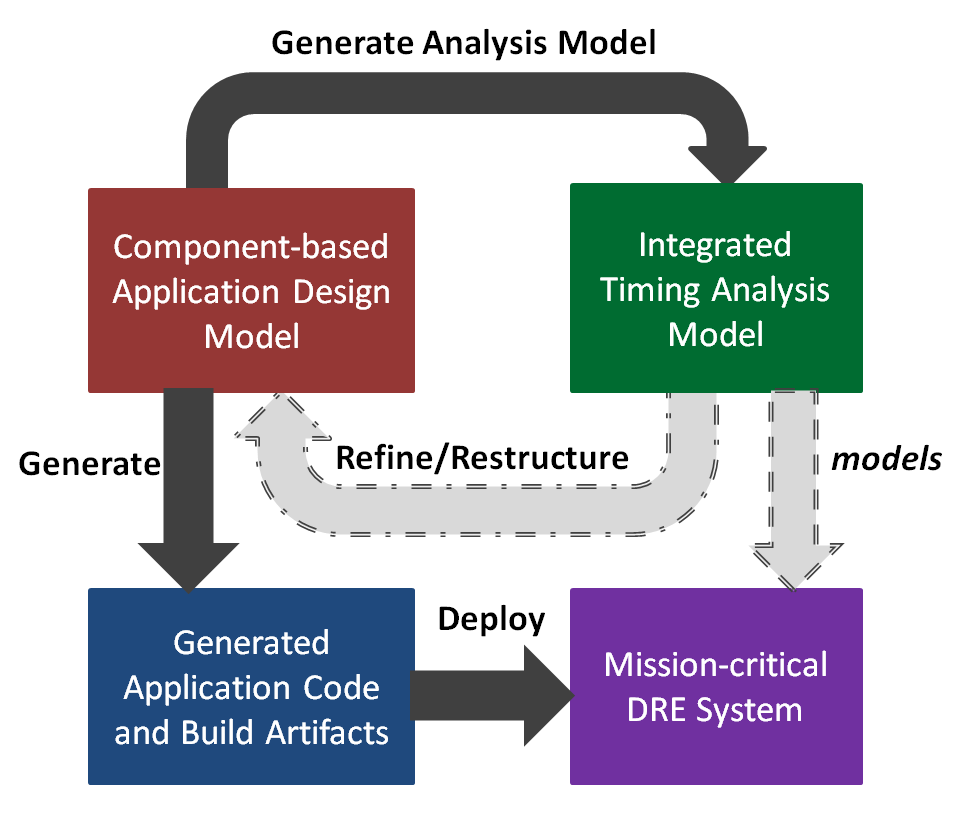 Generate Analysis Model
Component-based
Application Design
Model
Integrated
Timing Analysis
Model
Generate
Refine/Restructure
models
Generated
Application Code
and Build Artifacts
Deploy
Mission-critical
DRE System